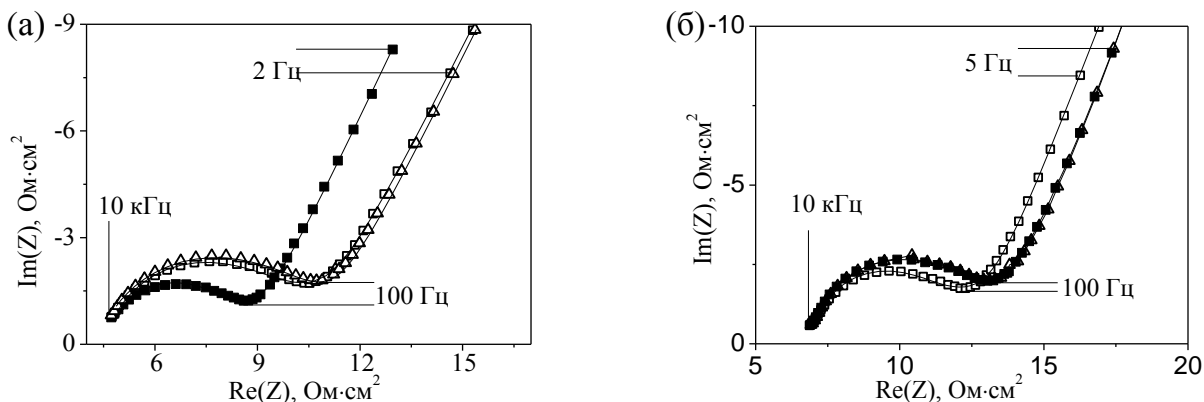 (а)
-9
-6
-3
0
Im(Z), Ом·см²
2 Гц
10 кГц
100 Гц
6 9 12 15
Re(Z), Ом·см²
(б)
-10
-5
0
Im(Z), Ом·см²
5 Гц
10 кГц
100 Гц
5 10 15 20
Re(Z), Ом·см²